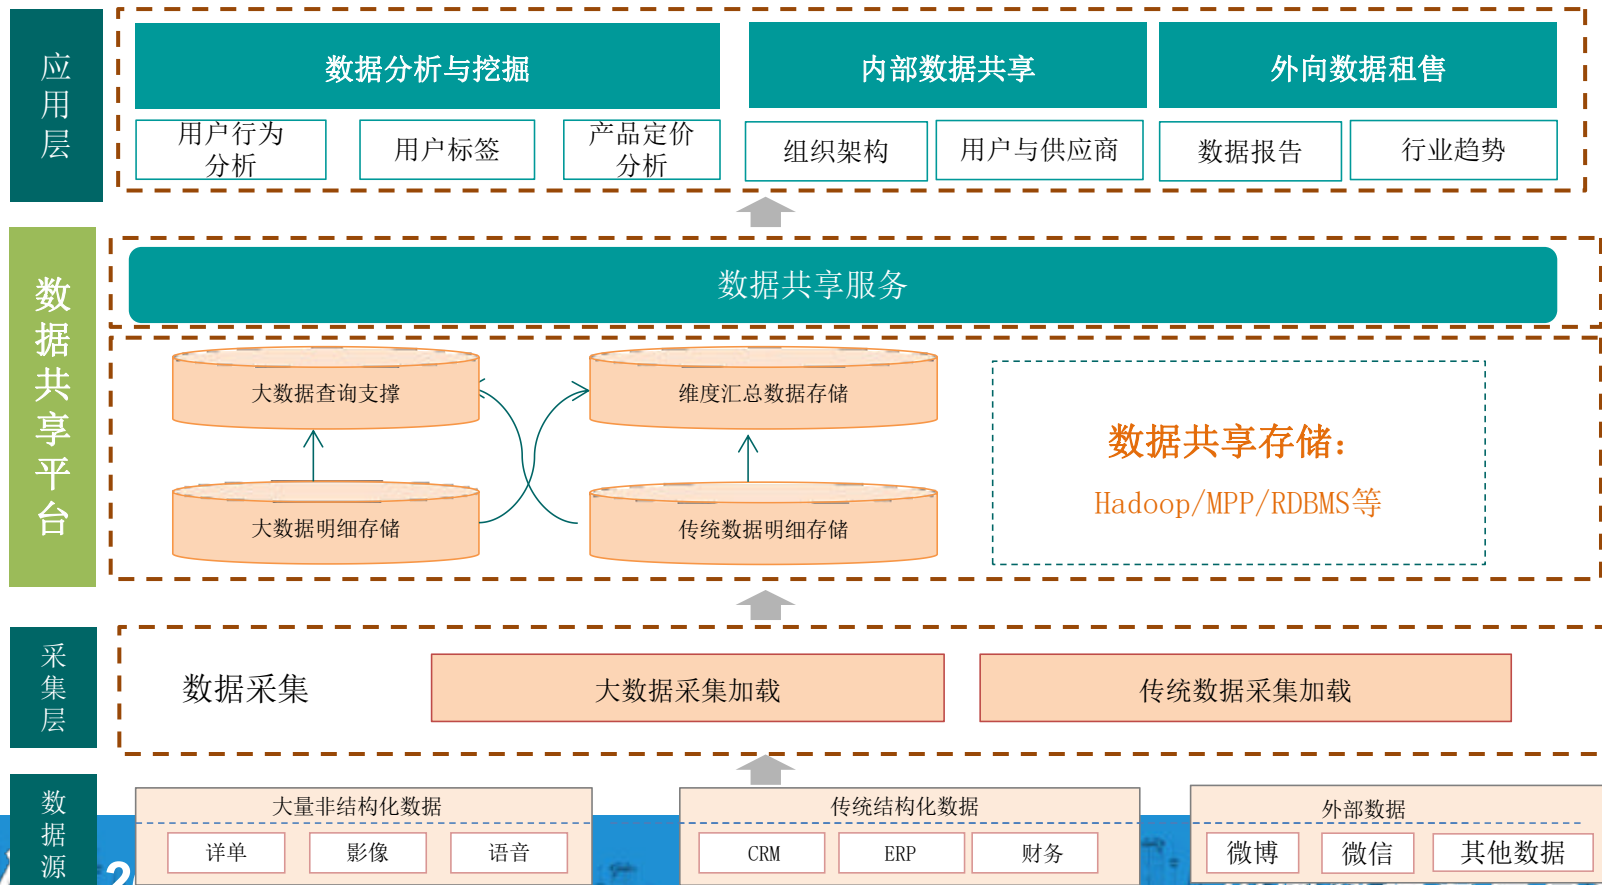 应
用
层
数据分析与挖掘
内部数据共享
外向数据租售
用户行为
分析
用户标签
产品定价
分析
组织架构
用户与供应商
数据报告
行业趋势
数
据
共
享
平
台
数据共享服务
大数据查询支撑
维度汇总数据存储
大数据明细存储
传统数据明细存储
数据共享存储：
Hadoop/MPP/RDBMS等
采
集
层
数据采集
大数据采集加载
传统数据采集加载
数
据
源
大量非结构化数据
详单
影像
语音
传统结构化数据
CRM
ERP
财务
外部数据
微博
微信
其他数据